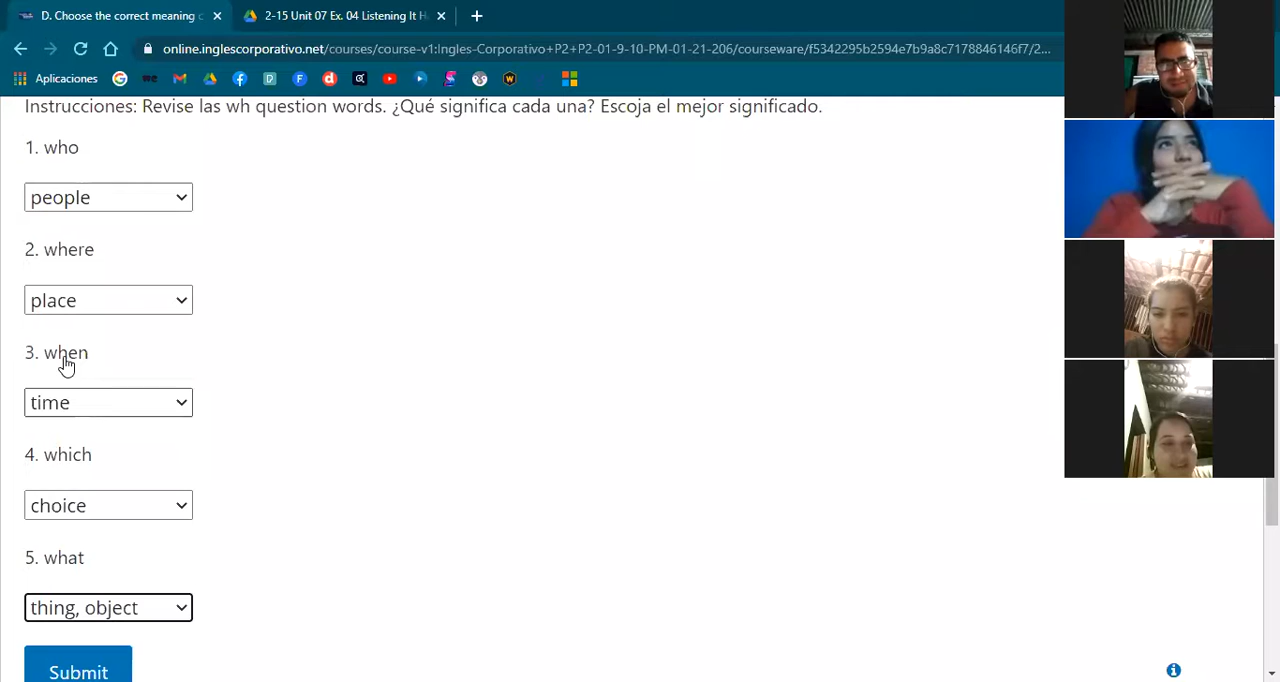 D. Choose the correct meaning
2-15 Unit 07 Ex. 04 Listening It H
online.inglescorporativo.net/courses/course-v1:Ingles-Corporativo+P2+P2-01-9-10-PM-01-21-206/courseware/f5342295b2594e7b9a8c7178846146f7/2...
Aplicaciones
Instrucciones: Revise las wh question words. ¿Qué significa cada una? Escoja el mejor significado.
1. who
people
2. where
place
3. when
time
4. which
choice
5. what
thing, object
Submit